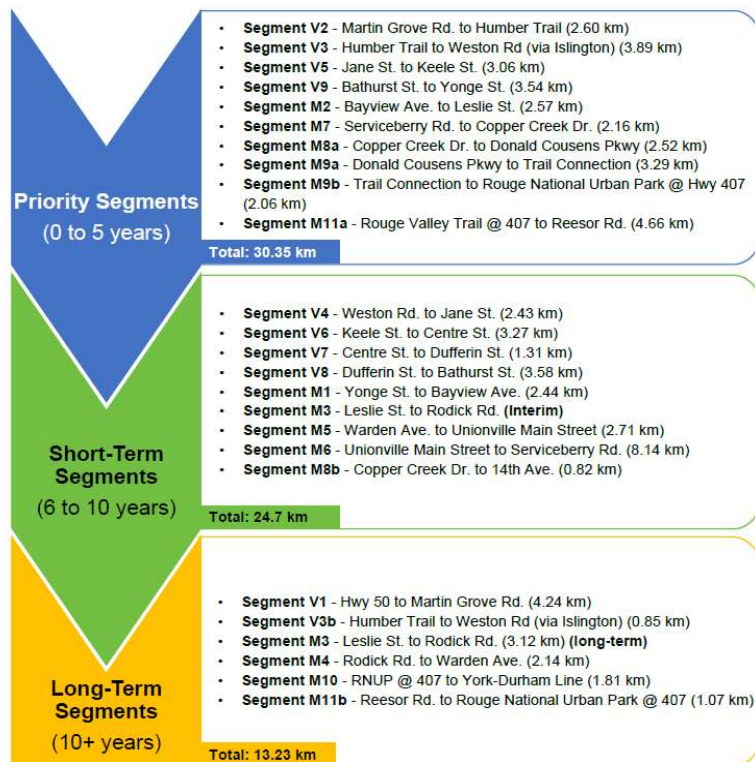 Priority Segments
(0 to 5 years)
• Segment V2 - Martin Grove Rd. to Humber Trail (2.60 km)
• Segment V3 - Humber Trail to Weston Rd (via Islington) (3.89 km)
• Segment V5 - Jane St. to Keele St. (3.06 km)
• Segment V9 - Bathurst St. to Yonge St. (3.54 km)
• Segment M2 - Bayview Ave. to Leslie St. (2.57 km)
• Segment M7 - Serviceberry Rd. to Copper Creek Dr. (2.16 km)
• Segment M8a - Copper Creek Dr. to Donald Cousens Pkwy (2.52 km)
• Segment M9a - Donald Cousens Pkwy to Trail Connection (3.29 km)
• Segment M9b - Trail Connection to Rouge National Urban Park @ Hwy 407
(2.06 km)
• Segment M11a - Rouge Valley Trail @ 407 to Reesor Rd. (4.66 km)
Total: 30.35 km
Short-Term
Segments
(6 to 10 years)
• Segment V4 - Weston Rd. to Jane St. (2.43 km)
• Segment V6 - Keele St. to Centre St. (3.27 km)
• Segment V7 - Centre St. to Dufferin St. (1.31 km)
• Segment V8 - Dufferin St. to Bathurst St. (3.58 km)
• Segment M1 - Yonge St. to Bayview Ave. (2.44 km)
• Segment M3 - Leslie St. to Rodick Rd. (Interim)
• Segment M5 - Warden Ave. to Unionville Main Street (2.71 km)
• Segment M6 - Unionville Main Street to Serviceberry Rd. (8.14 km)
• Segment M8b - Copper Creek Dr. to 14th Ave. (0.82 km)
Total: 24.7 km
Long-Term
Segments
(10+ years)
• Segment V1 - Hwy 50 to Martin Grove Rd. (4.24 km)
• Segment V3b - Humber Trail to Weston Rd (via Islington) (0.85 km)
• Segment M3 - Leslie St. to Rodick Rd. (3.12 km) (long-term)
• Segment M4 - Rodick Rd. to Warden Ave. (2.14 km)
• Segment M10 - RNUP @ 407 to York-Durham Line (1.81 km)
• Segment M11b - Reesor Rd. to Rouge National Urban Park @ 407 (1.07 km)
Total: 13.23 km